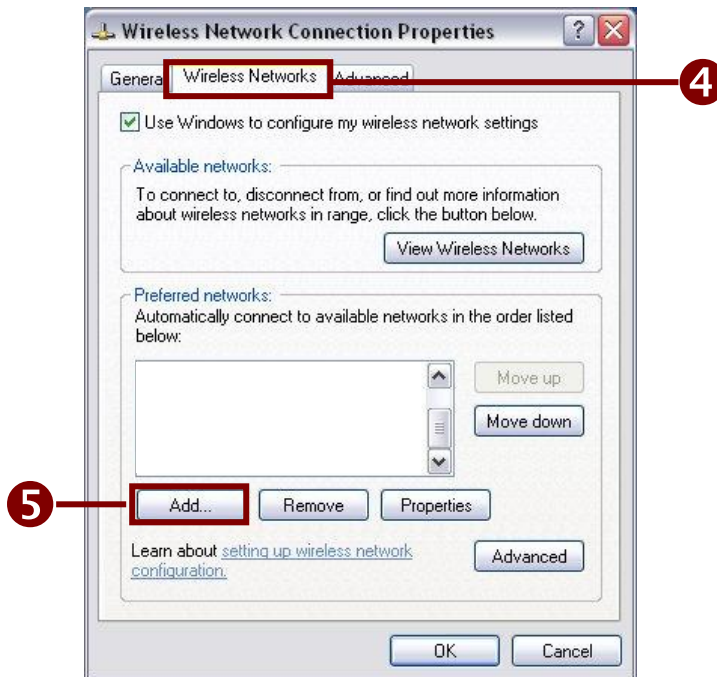 Wireless Network Connection Properties
?
X
General
Wireless Networks
Advanced
4
Use Windows to configure my wireless network settings
Available networks:
To connect to, disconnect from, or find out more information
about wireless networks in range, click the button below.
View Wireless Networks
Preferred networks:
Automatically connect to available networks in the order listed
below:
Move up
Move down
5
Add...
Remove
Properties
Learn about setting up wireless network
configuration.
Advanced
OK
Cancel